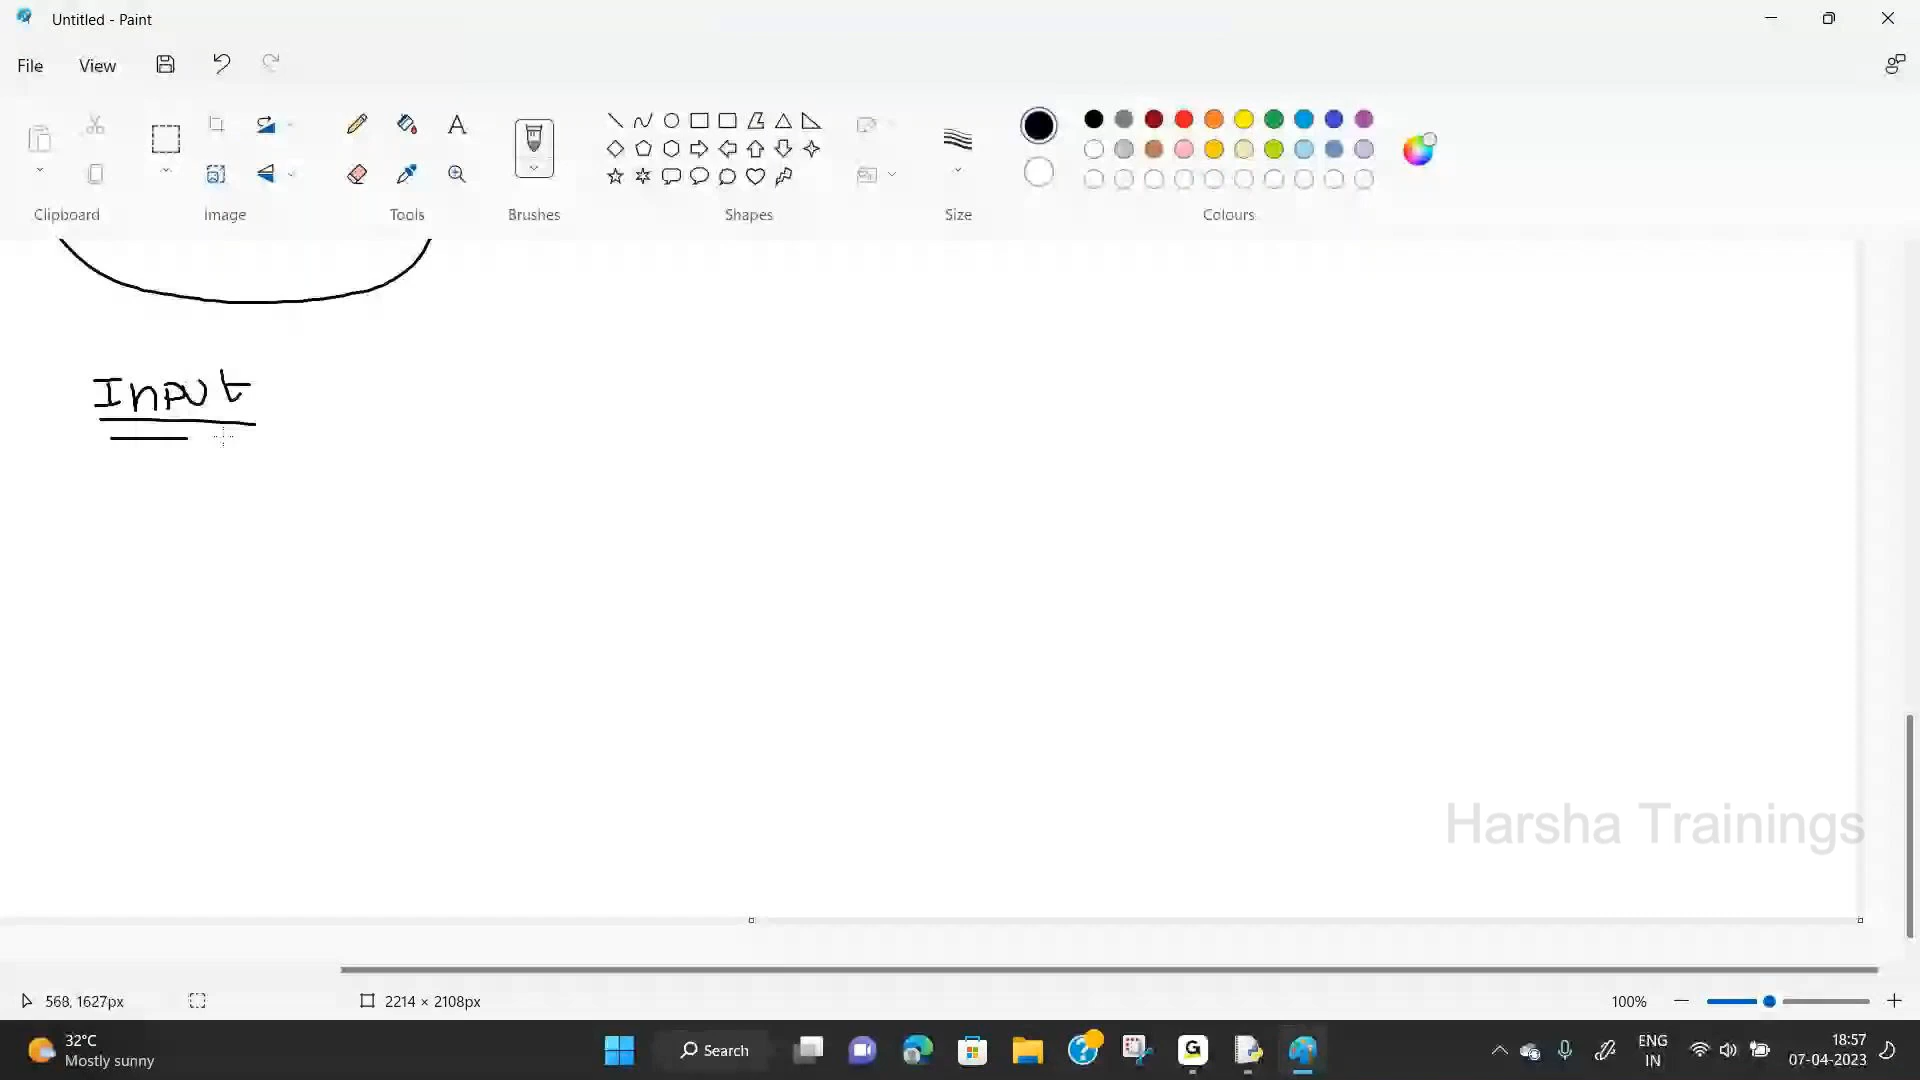 Untitled - Paint
File View
Clipboard Image Tools Brushes Shapes Size Colours
Input
Harsha Trainings
568, 1627px 2214 × 2108px 100%
32°C
Mostly sunny
Search
ENG
IN
18:57
07-04-2023